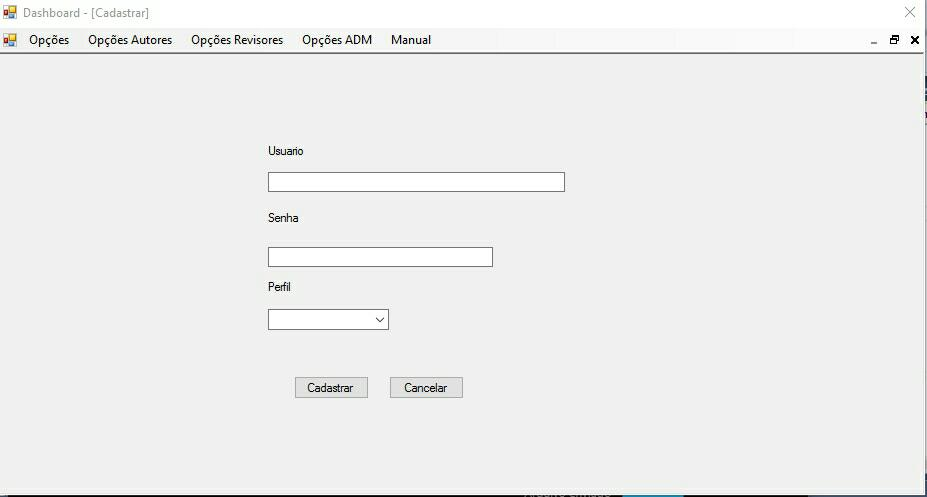 Dashboard - [Cadastrar]
Opções Opções Autores Opções Revisores Opções ADM Manual
Usuario
Senha
Perfil
Cadastrar Cancelar